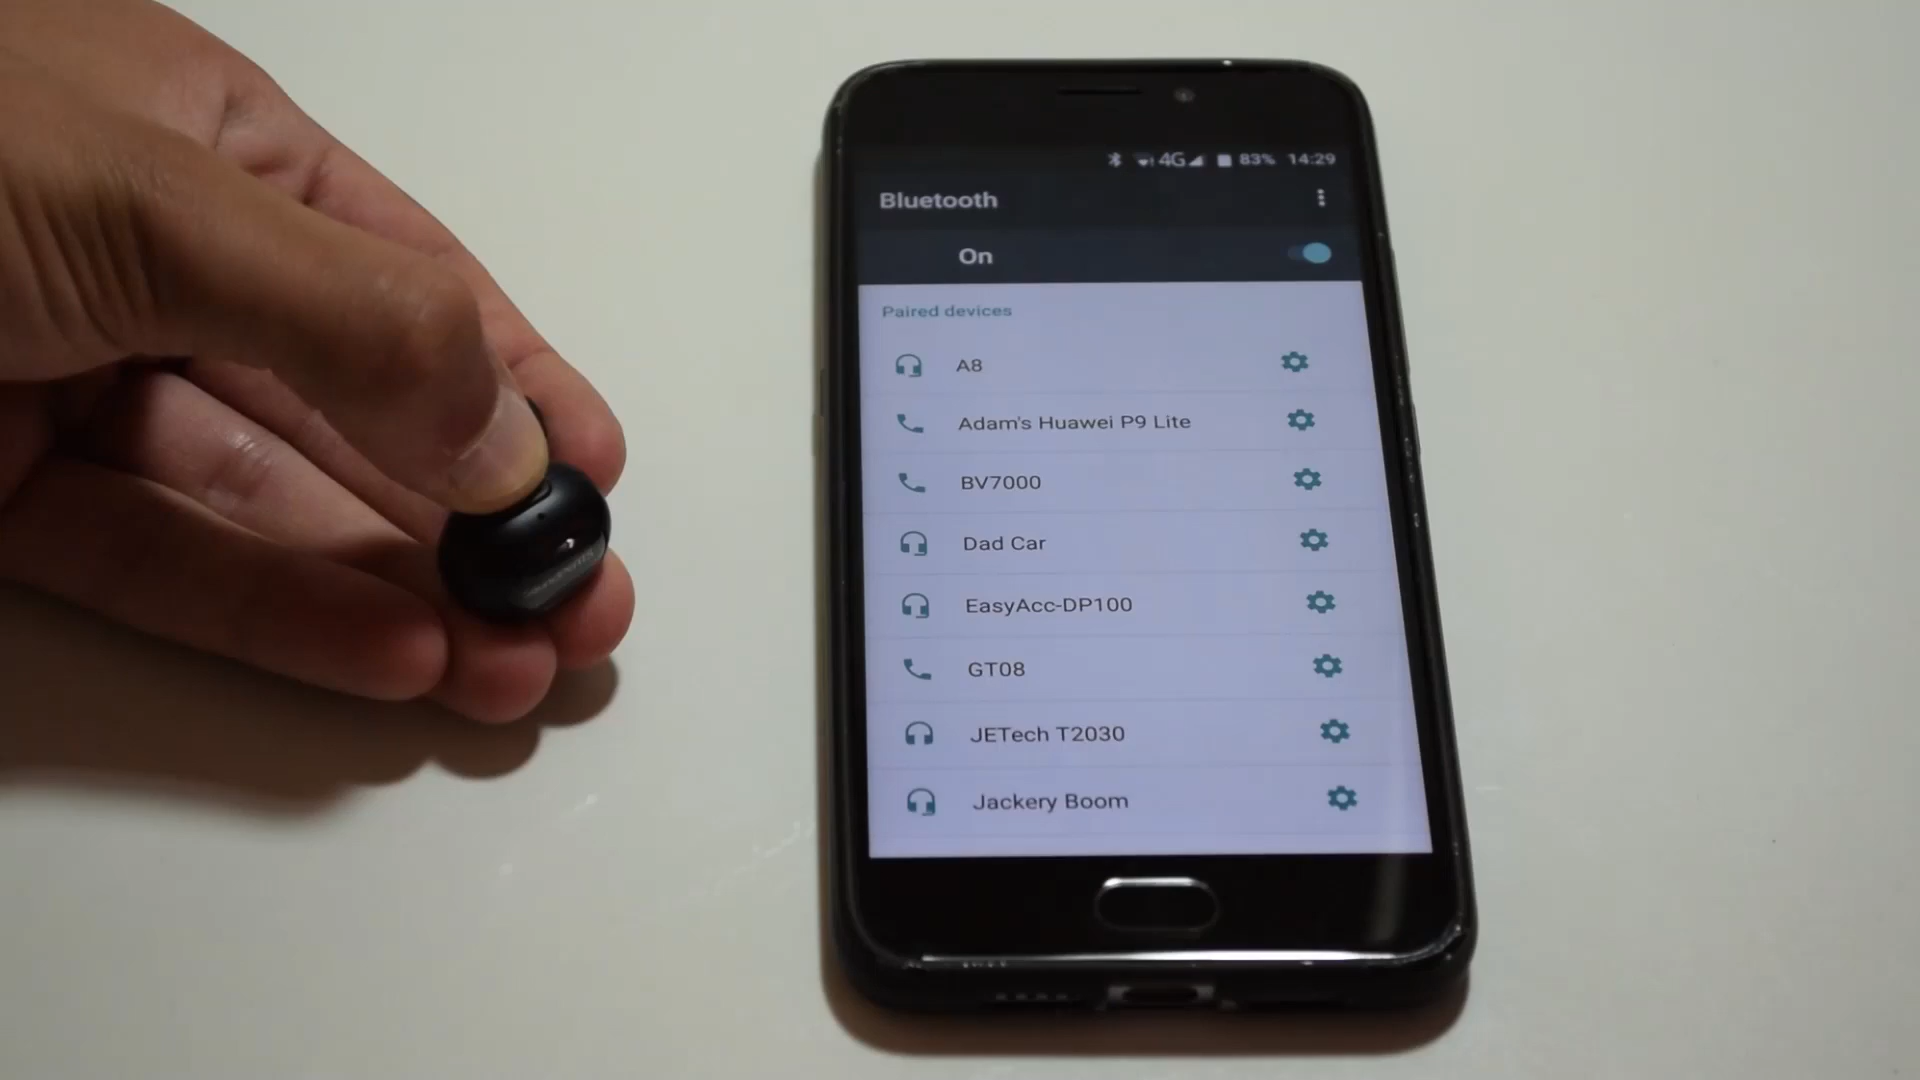 4G 83% 14:29
Bluetooth
On
Paired devices
A8
Adam's Huawei P9 Lite
BV7000
Dad Car
EasyAcc-DP100
GT08
JETech T2030
Jackery Boom